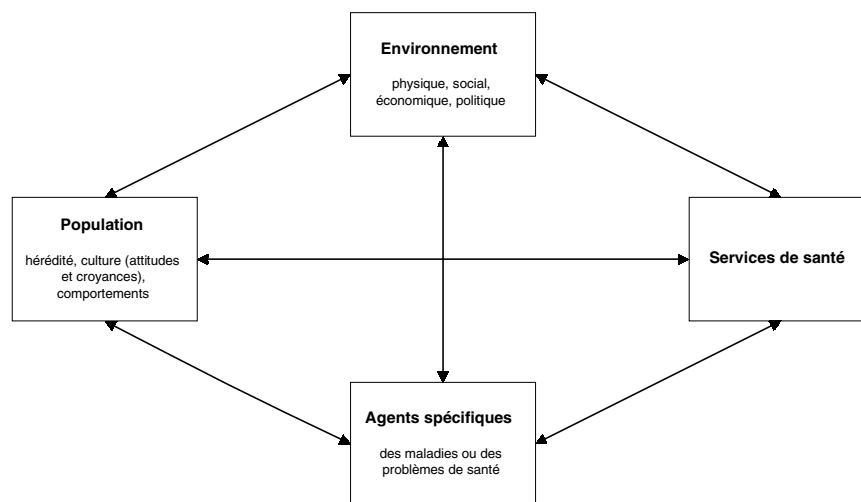 Environnement
physique, social,
économique, politique
Population
hérédité, culture (attitudes
et croyances),
comportements
Services de santé
Agents spécifiques
des maladies ou des
problèmes de santé